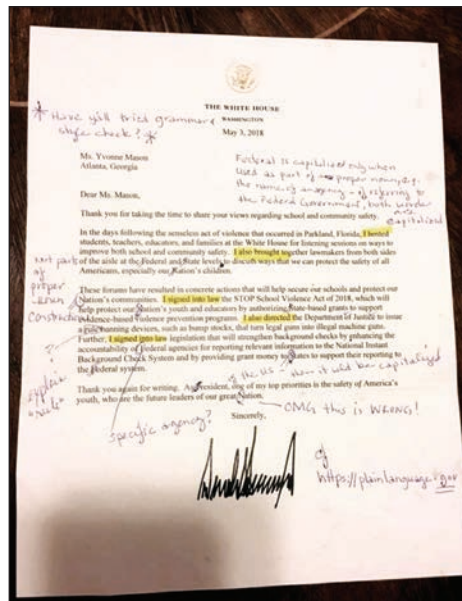 THE WHITE HOUSE
WASHINGTON
May 3, 2018
* Have y'all tried grammar &
style check? *
Ms. Yvonne Mason
Atlanta, Georgia
Federal is capitalized only when
used as part of proper noun, e.g.
the name of an agency - if referring to
the Federal Government, both words
are
capitalized
Dear Ms. Mason,
Thank you for taking the time to share your views regarding school and community safety.
In the days following the senseless act of violence that occurred in Parkland, Florida, I hosted
students, teachers, educators, and families at the White House for listening sessions on ways to
improve both school and community safety. I also brought together lawmakers from both sides
of the aisle at the Federal and State levels to discuss ways that we can protect the safety of all
Americans, especially our Nation's children.
Not part
of
proper
noun
construction
These forums have resulted in concrete actions that will help secure our schools and protect our
Nation's communities. I signed into law the STOP School Violence Act of 2018, which will
help protect our Nation's youth and educators by authorizing State-based grants to support
evidence-based violence prevention programs. I also directed the Department of Justice to issue
a rule banning devices, such as bump stocks, that turn legal guns into illegal machine guns.
Further, I signed into law legislation that will strengthen background checks by enhancing the
accountability of Federal agencies for reporting relevant information to the National Instant
Background Check System and by providing grant money to States to support their reporting to
the Federal system.
?
explain
"rule"
of the US - then it would be capitalized
Thank you again for writing. As President, one of my top priorities is the safety of America's
youth, who are the future leaders of our great Nation.
OMG this is WRONG!
Sincerely,
specific agency?
https://plainlanguage.gov